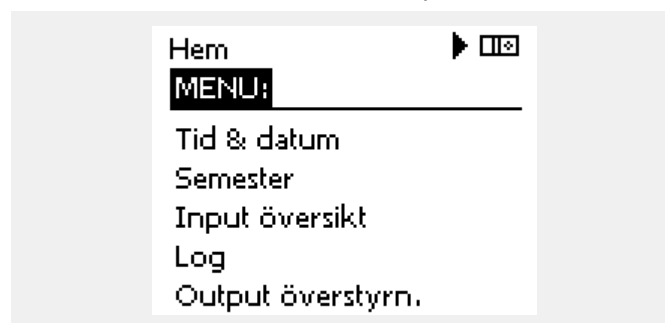 Hem
MENU:
Tid & datum
Semester
Input översikt
Log
Output överstyrn.